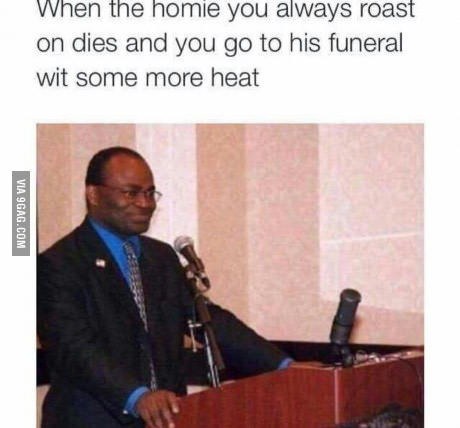 When the homie you always roast
on dies and you go to his funeral
wit some more heat
VIA 9GAG.COM